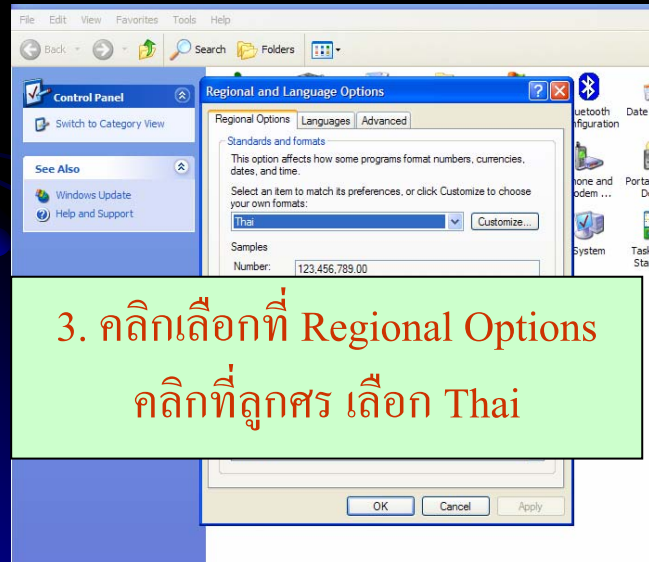 File Edit View Favorites Tools Help
Back Search Folders
Control Panel
Switch to Category View
See Also
Windows Update
Help and Support
Regional and Language Options
Regional Options Languages Advanced
Standards and formats
This option affects how some programs format numbers, currencies,
dates, and time.
Select an item to match its preferences, or click Customize to choose
your own formats:
Thai Customize...
Samples
Number: 123,456,789.00
3. คลิกเลือกที่ Regional Options
คลิกที่ลูกศร เลือก Thai
OK Cancel Apply
Date
System